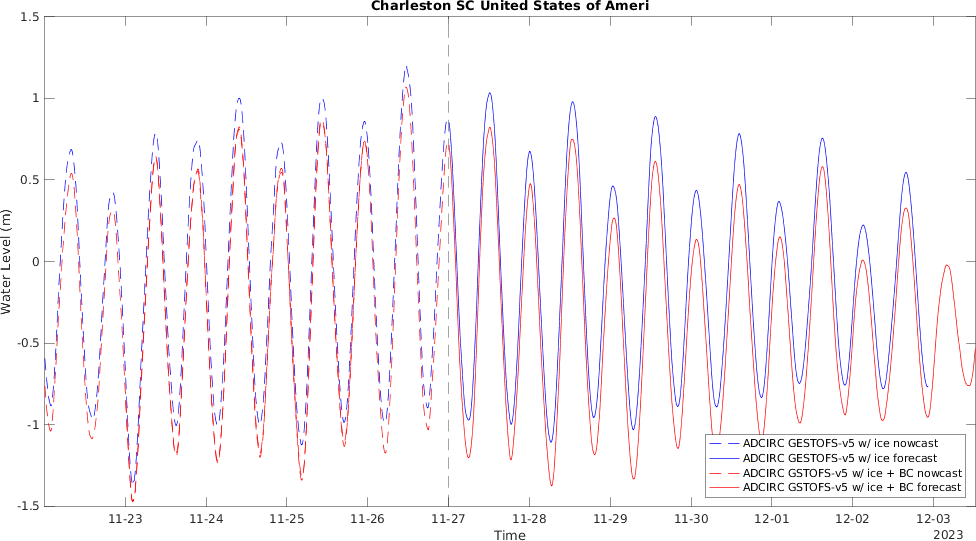 Charleston SC United States of Ameri
1.5
1
0.5
0
-0.5
-1
-1.5
Water Level (m)
11-23 11-24 11-25 11-26 11-27 11-28 11-29 11-30 12-01 12-02 12-03
Time
2023
ADCIRC GESTOFS-v5 w/ ice nowcast
ADCIRC GESTOFS-v5 w/ ice forecast
ADCIRC GSTOFS-v5 w/ ice + BC nowcast
ADCIRC GSTOFS-v5 w/ ice + BC forecast